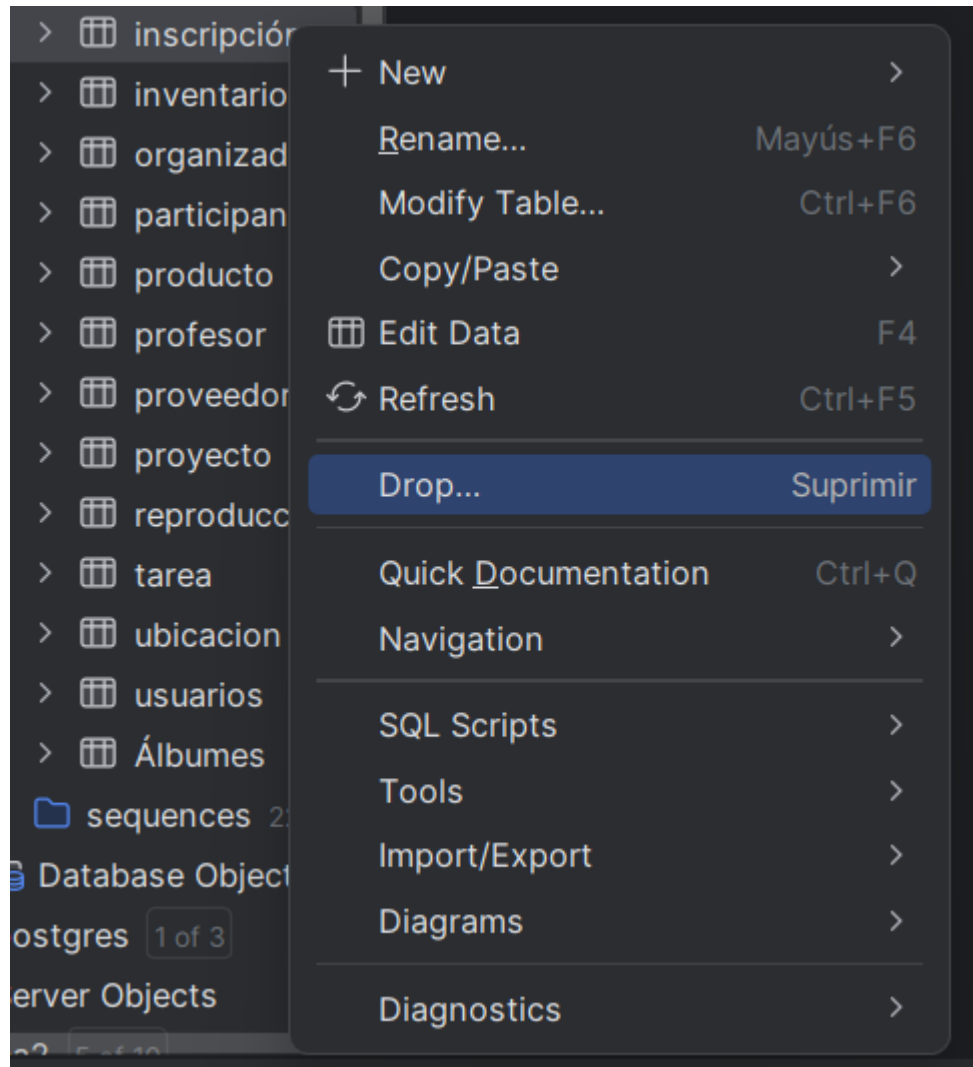 inscripción
inventario
organizad
participan
producto
profesor
proveedor
proyecto
reproducc
tarea
ubicacion
usuarios
Álbumes
sequences 2
Database Object
ostgres 1 of 3
erver Objects
New
Rename... Mayús+F6
Modify Table... Ctrl+F6
Copy/Paste
Edit Data F4
Refresh Ctrl+F5
Drop... Suprimir
Quick Documentation Ctrl+Q
Navigation
SQL Scripts
Tools
Import/Export
Diagrams
Diagnostics